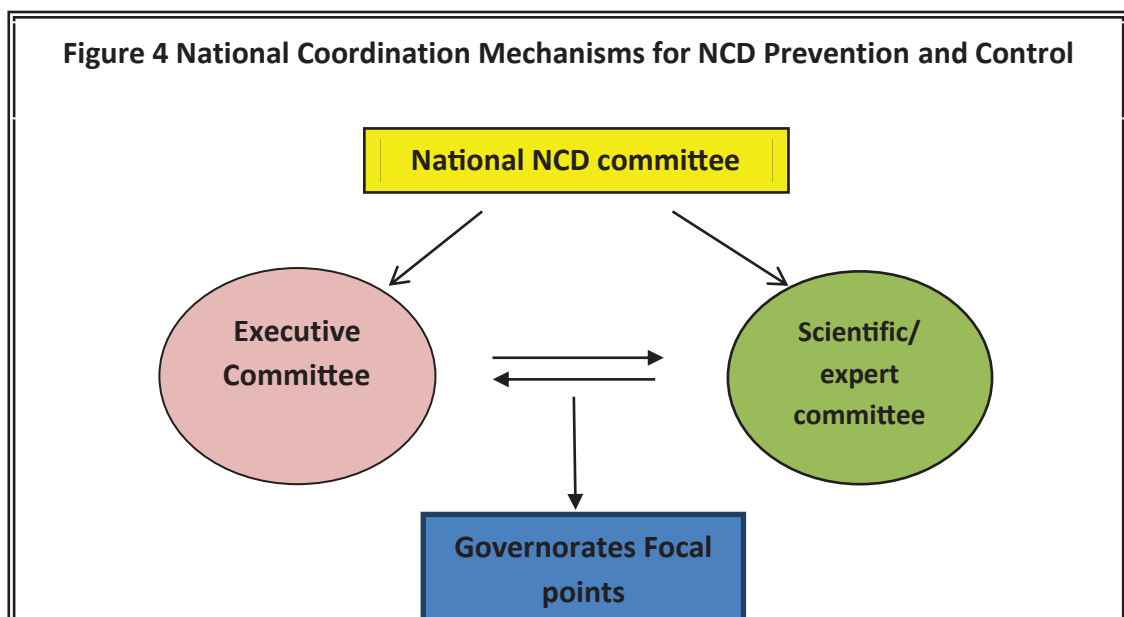 Figure 4 National Coordination Mechanisms for NCD Prevention and Control
National NCD committee
Executive
Committee
Scientific/
expert
committee
Governorates Focal
points